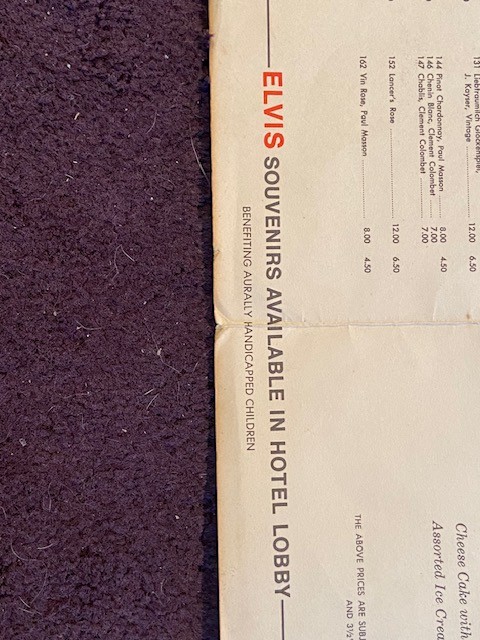 131 Liebfraumilch Glockenspiel,
J. Kayser, Vintage 12.00 6.50
144 Pinot Chardonnay, Paul Masson 8.00 4.50
146 Chenin Blanc, Clement Colombet 7.00
147 Chablis, Clement Colombet 7.00
152 Lancer's Rose 12.00 6.50
162 Vin Rose, Paul Masson 8.00 4.50
Cheese Cake with
Assorted Ice Crea
THE ABOVE PRICES ARE SUBJ
AND 3½
ELVIS SOUVENIRS AVAILABLE IN HOTEL LOBBY
BENEFITING AURALLY HANDICAPPED CHILDREN